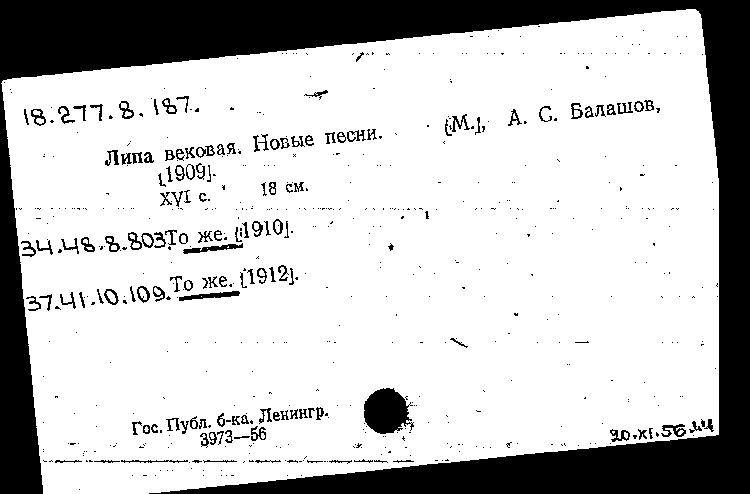 18.277.8.187.
Липа вековая. Новые песни. [М.], А. С. Балашов,
[1909].
XVI с. 18 см.
34.48.8.803. То же. [1910].
37.41.10.109. То же. [1912].
Гос. Публ. б-ка. Ленингр.
3973—56
20.XI.56